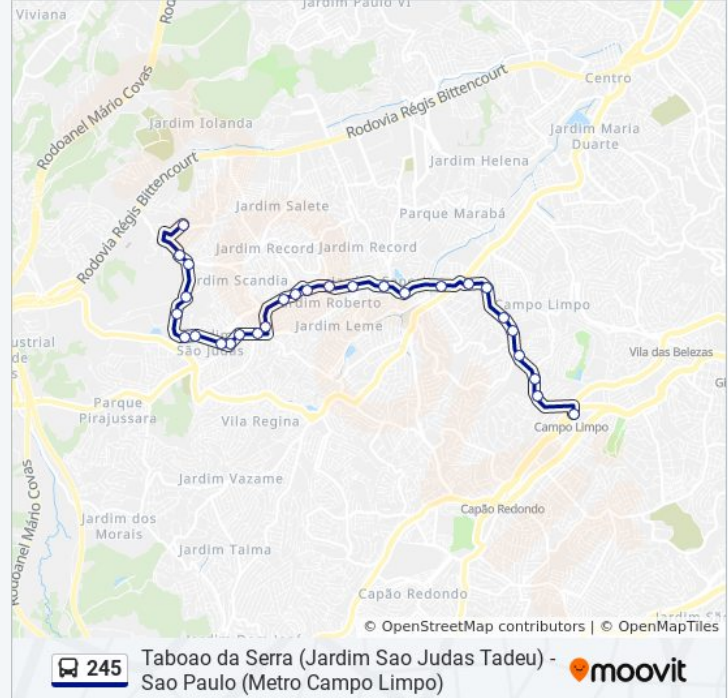 Viviana
Jardim Paulo VI
Rodoanel Mário Covas
Centro
Jardim Iolanda
Rodovia Régis Bittencourt
Jardim Maria
Duarte
Jardim Helena
Rodovia Régis Bittencourt
Jardim Salete
Parque Marabá
Jardim Record
Jardim Record
Jardim Scandia
Jardim Roberto
Campo Limpo
Jardim Leme
São Judas
Vila das Belezas
Parque
Pirajussara
Vila Regina
Campo Limpo
Jardim Vazame
Rodoanel Mário Covas
Capão Redondo
Jardim dos
Morais
Jardim Taima
Capão Redondo
© OpenStreetMap contributors | © OpenMapTiles
245
Taboao da Serra (Jardim Sao Judas Tadeu) -
Sao Paulo (Metro Campo Limpo)
moovit